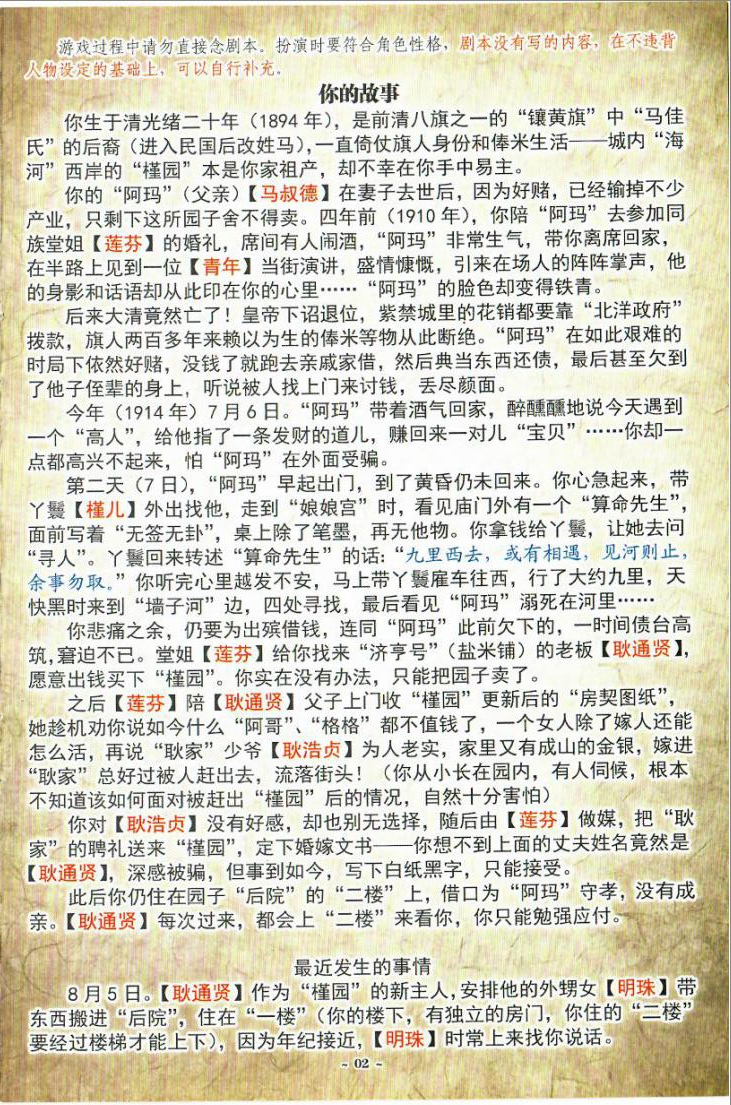 游戏过程中请勿直接念剧本。扮演时要符合角色性格，剧本没有写的内容，在不违背
人物设定的基础上，可以自行补充。
你的故事
你生于清光绪二十年（1894 年），是前清八旗之一的“镶黄旗”中“马佳
氏”的后裔（进入民国后改姓马），一直倚仗旗人身份和俸米生活——城内“海
河”西岸的“槿园”本是你家祖产，却不幸在你手中易主。
你的“阿玛”（父亲）【马叔德】在妻子去世后，因为好赌，已经输掉不少
产业，只剩下这所园子舍不得卖。四年前（1910 年），你陪“阿玛”去参加同
族堂姐【莲芬】的婚礼，席间有人闹酒，“阿玛”非常生气，带你离席回家，
在半路上见到一位【青年】当街演讲，盛情慷慨，引来在场人的阵阵掌声，他
的身影和话语却从此印在你的心里……“阿玛”的脸色却变得铁青。
后来大清竟然亡了！皇帝下诏退位，紫禁城里的花销都要靠“北洋政府”
拨款，旗人两百多年来赖以为生的俸米等物从此断绝。“阿玛”在如此艰难的
时局下依然好赌，没钱了就跑去亲戚家借，然后典当东西还债，最后甚至欠到
了他子侄辈的身上，听说被人找上门来讨钱，丢尽颜面。
今年（1914 年）7 月 6 日。“阿玛”带着酒气回家，醉醺醺地说今天遇到
一个“高人”，给他指了一条发财的道儿，赚回来一对儿“宝贝”……你却一
点都高兴不起来，怕“阿玛”在外面受骗。
第二天（7 日），“阿玛”早起出门，到了黄昏仍未回来。你心急起来，带
丫鬟【槿儿】外出找他，走到“娘娘宫”时，看见庙门外有一个“算命先生”，
面前写着“无签无卦”，桌上除了笔墨，再无他物。你拿钱给丫鬟，让她去问
“寻人”。丫鬟回来转述“算命先生”的话：“九里西去，或有相遇，见河则止，
余事勿取。”你听完心里越发不安，马上带丫鬟雇车往西，行了大约九里，天
快黑时来到“墙子河”边，四处寻找，最后看见“阿玛”溺死在河里……
你悲痛之余，仍要为出殡借钱，连同“阿玛”此前欠下的，一时间债台高
筑，窘迫不已。堂姐【莲芬】给你找来“济亨号”（盐米铺）的老板【耿通贤】，
愿意出钱买下“槿园”。你实在没有办法，只能把园子卖了。
之后【莲芬】陪【耿通贤】父子上门收“槿园”更新后的“房契图纸”，
她趁机劝你说如今什么“阿哥”、“格格”都不值钱了，一个女人除了嫁人还能
怎么活，再说“耿家”少爷【耿浩贞】为人老实，家里又有成山的金银，嫁进
“耿家”总好过被人赶出去，流落街头！（你从小长在园内，有人伺候，根本
不知道该如何面对被赶出“槿园”后的情况，自然十分害怕）
你对【耿浩贞】没有好感，却也别无选择，随后由【莲芬】做媒，把“耿
家”的聘礼送来“槿园”，定下婚嫁文书——你想不到上面的丈夫姓名竟然是
【耿通贤】，深感被骗，但事到如今，写下白纸黑字，只能接受。
此后你仍住在园子“后院”的“二楼”上，借口为“阿玛”守孝，没有成
亲。【耿通贤】每次过来，都会上“二楼”来看你，你只能勉强应付。
最近发生的事情
8 月 5 日。【耿通贤】作为“槿园”的新主人，安排他的外甥女【明珠】带
东西搬进“后院”，住在“一楼”（你的楼下，有独立的房门，你住的“二楼”
要经过楼梯才能上下），因为年纪接近，【明珠】时常上来找你说话。
~ 02 ~